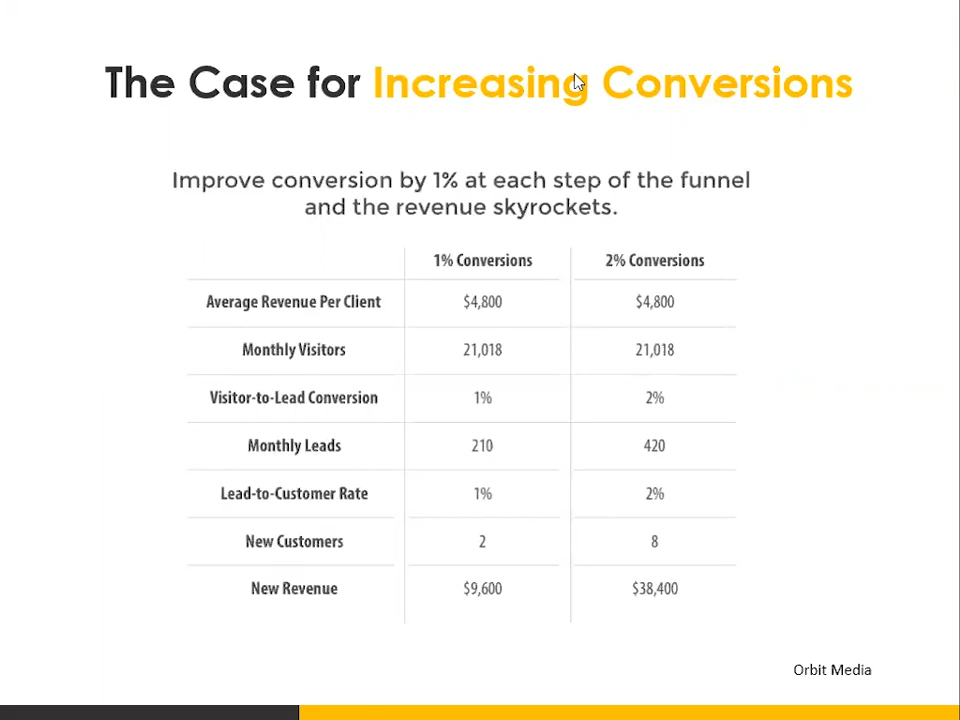 The Case for Increasing Conversions
Improve conversion by 1% at each step of the funnel
and the revenue skyrockets.
1% Conversions 2% Conversions
Average Revenue Per Client $4,800 $4,800
Monthly Visitors 21,018 21,018
Visitor-to-Lead Conversion 1% 2%
Monthly Leads 210 420
Lead-to-Customer Rate 1% 2%
New Customers 2 8
New Revenue $9,600 $38,400
Orbit Media